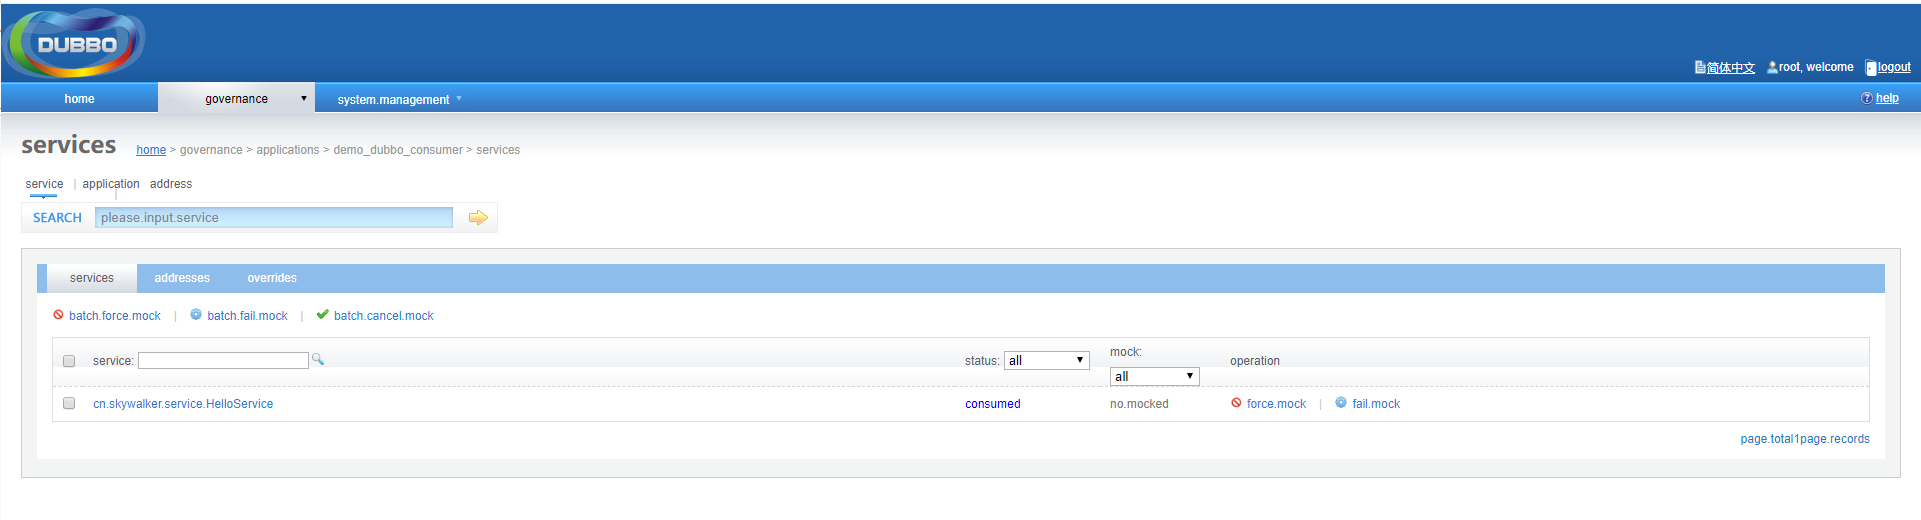 DUBBO
简体中文 root, welcome logout
home governance system.management help
services home > governance > applications > demo_dubbo_consumer > services
service | application address
SEARCH please.input.service
services addresses overrides
batch.force.mock | batch.fail.mock | batch.cancel.mock
service: status: all mock: all operation
cn.skywalker.service.HelloService consumed no.mocked force.mock | fail.mock
page.total1page.records